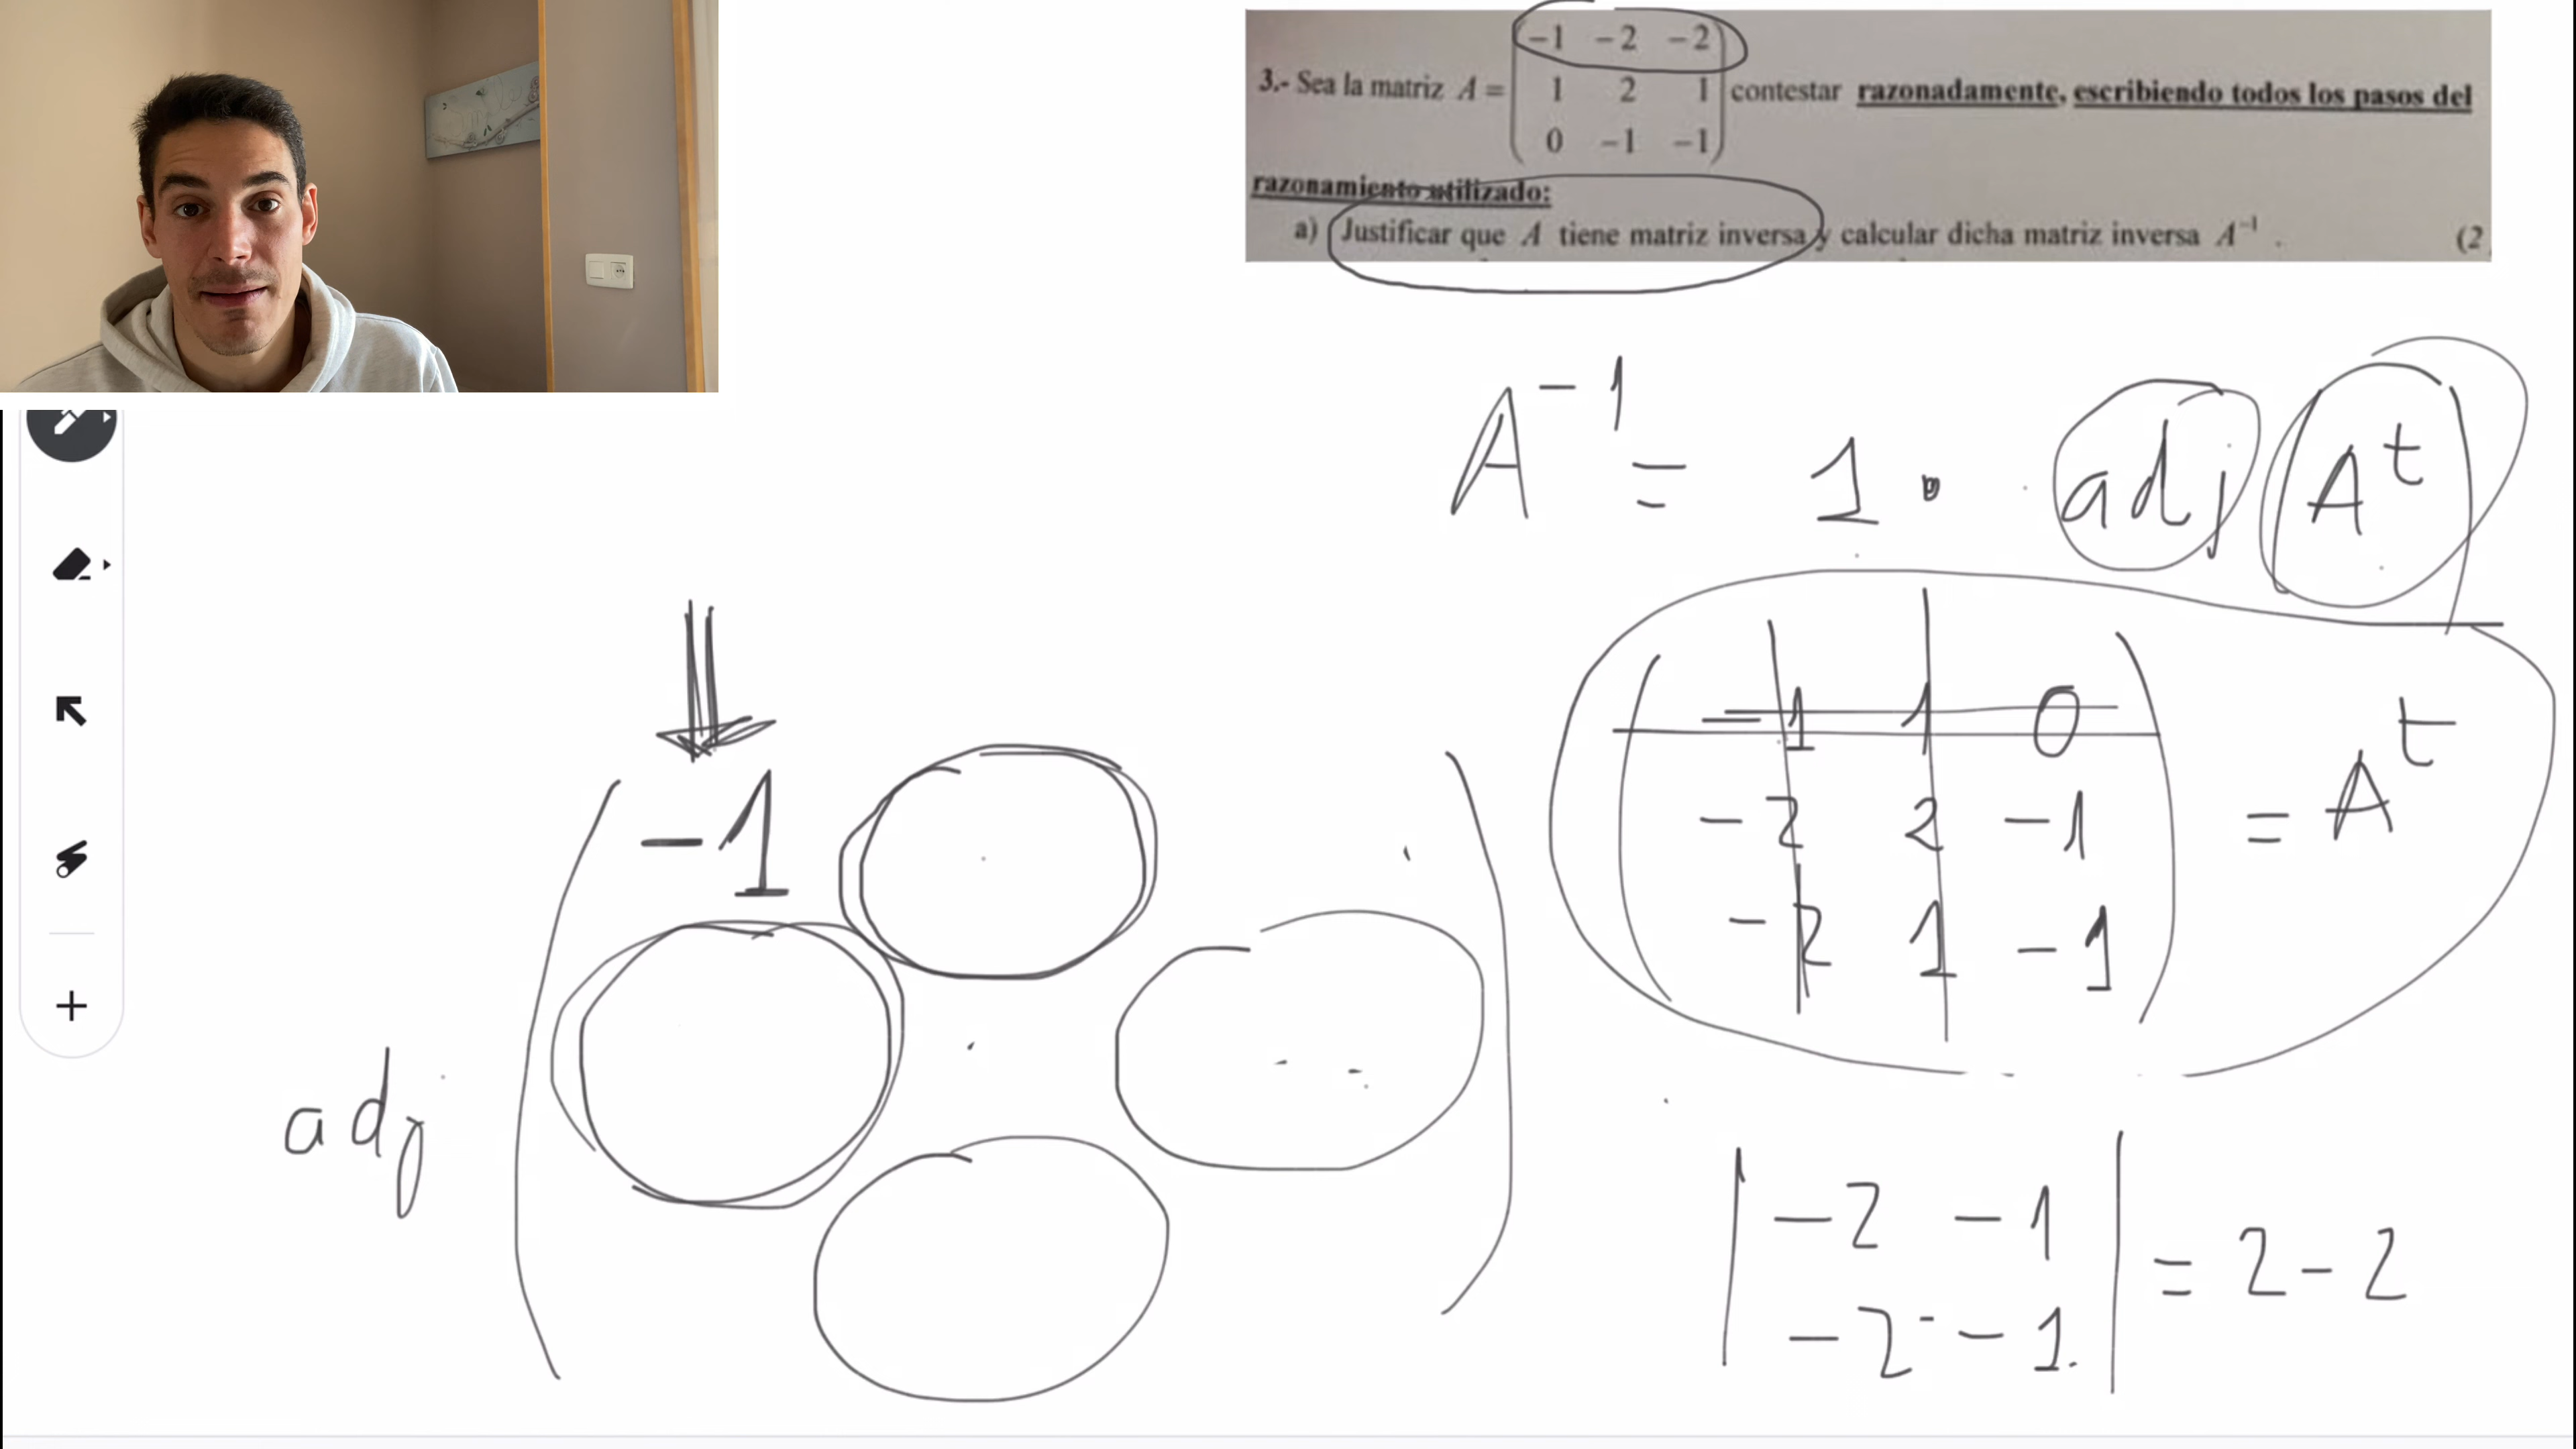 -1 -2 -2
3.- Sea la matriz A = 1 2 1 contestar razonadamente, escribiendo todos los pasos del
0 -1 -1
razonamiento utilizado:
a) Justificar que A tiene matriz inversa y calcular dicha matriz inversa A⁻¹ . (2
A⁻¹ = 1 · adj Aᵗ
-1 1 0
-2 2 -1 = Aᵗ
-2 1 -1
-1
adj
-2 -1
-2 -1 = 2 - 2